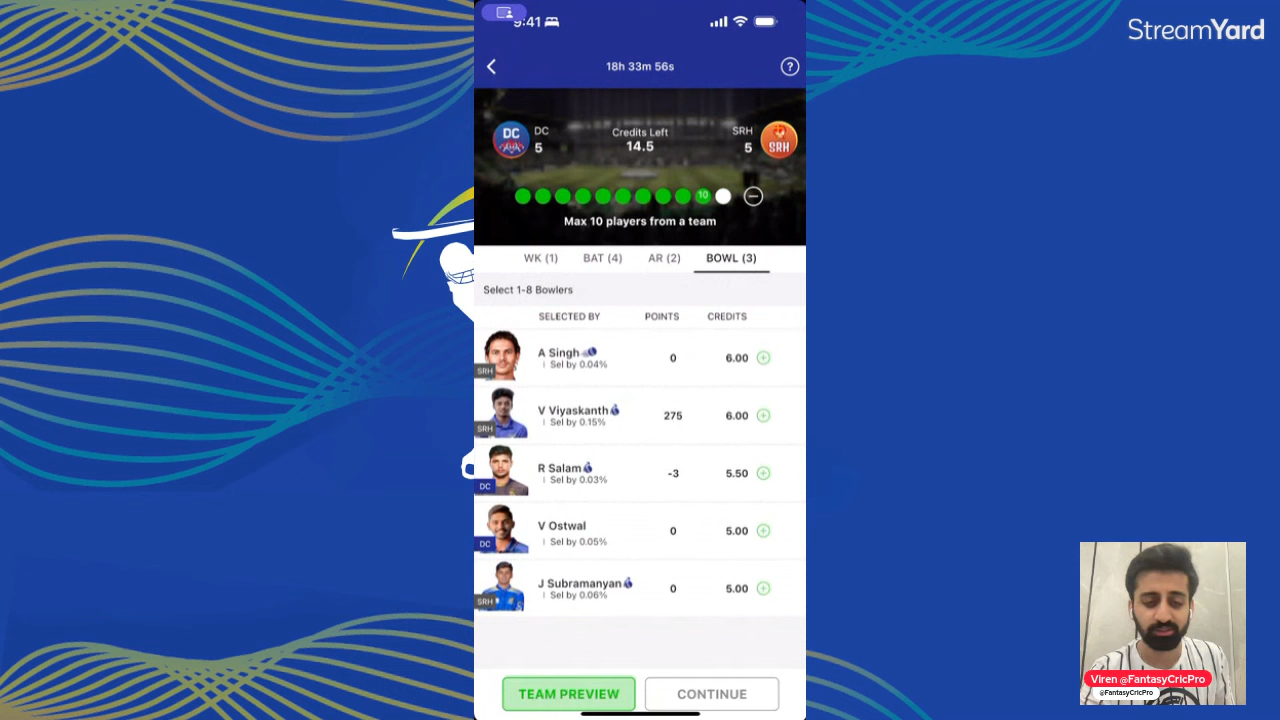 StreamYard
9:41
18h 33m 56s
?
DC
DC
5
Credits Left
14.5
SRH
5
SRH
10
Max 10 players from a team
WK (1)
BAT (4)
AR (2)
BOWL (3)
Select 1-8 Bowlers
SELECTED BY
POINTS
CREDITS
A Singh
Sel by 0.04%
0
6.00
SRH
V Viyaskanth
Sel by 0.15%
275
6.00
SRH
R Salam
Sel by 0.03%
-3
5.50
DC
V Ostwal
Sel by 0.05%
0
5.00
DC
J Subramanyan
Sel by 0.06%
0
5.00
SRH
TEAM PREVIEW
CONTINUE
Viren @FantasyCricPro
@FantasyCricPro